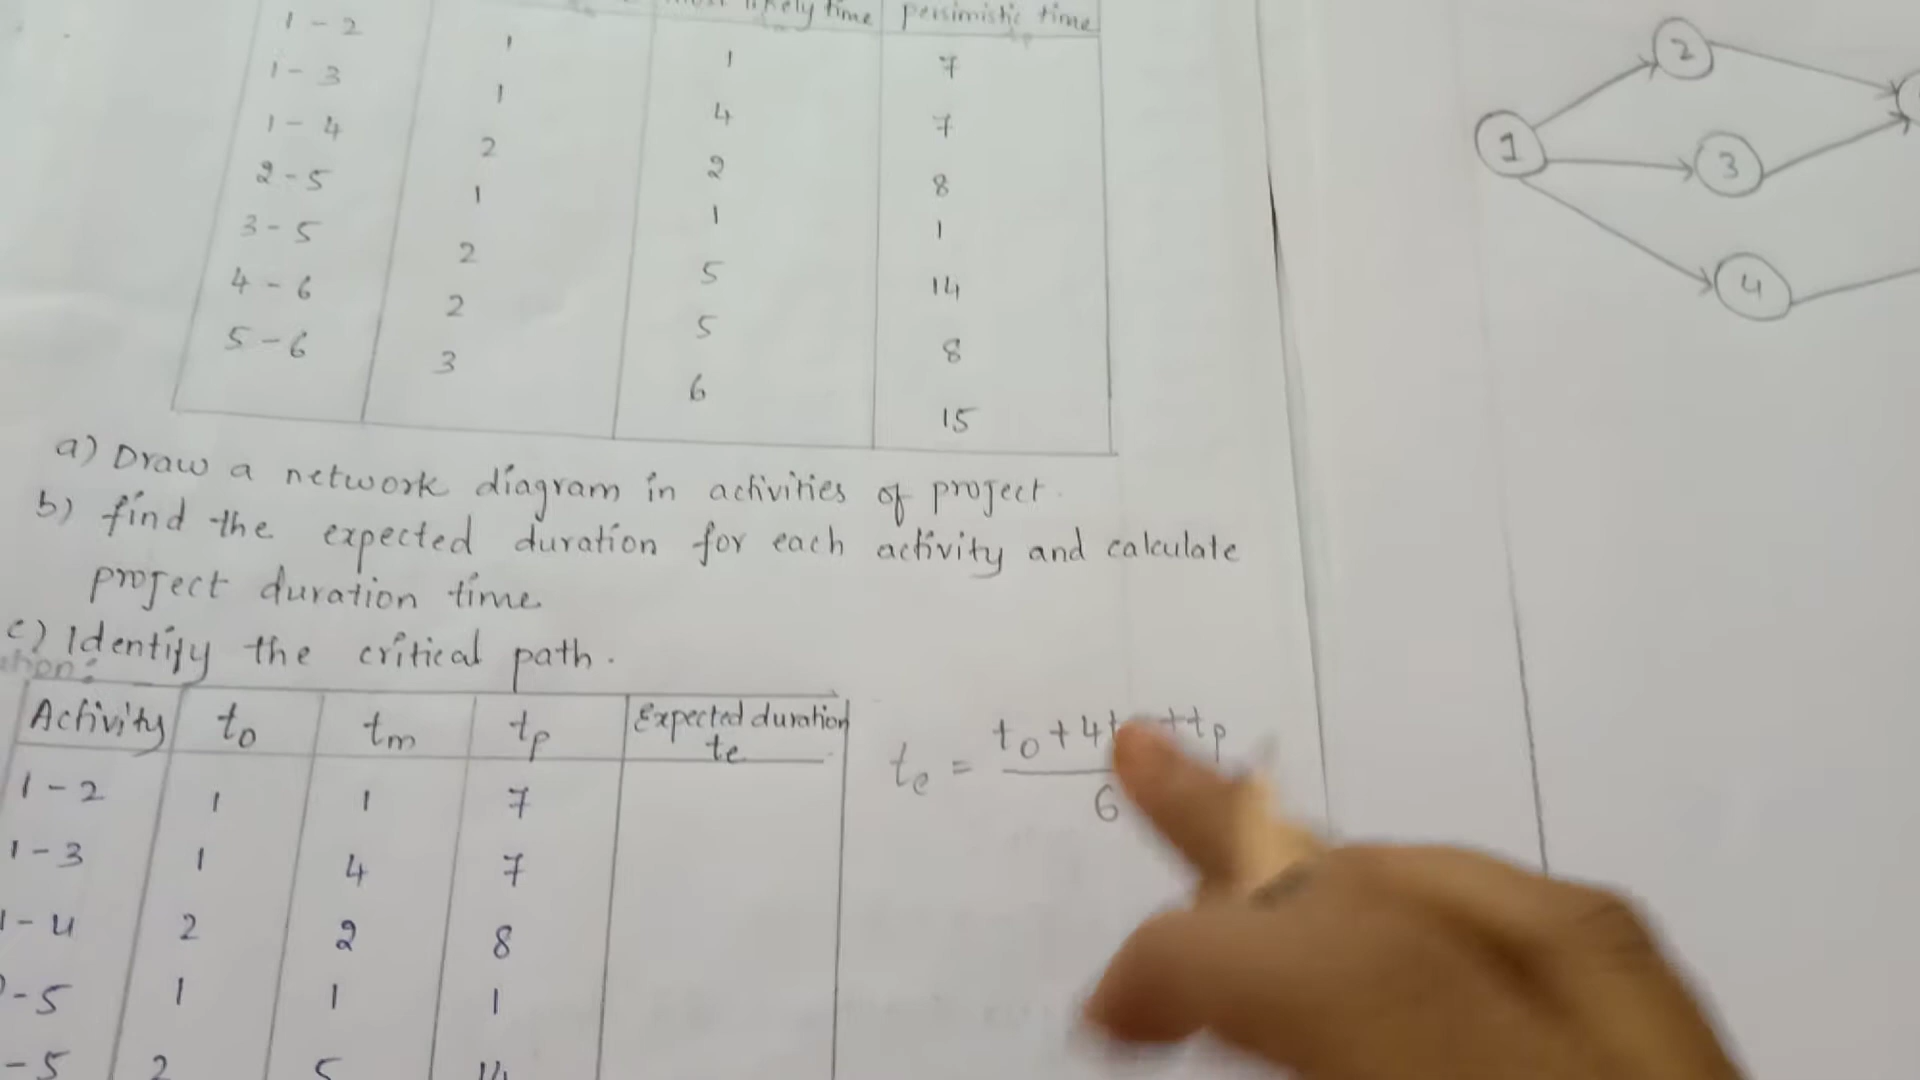 likely time pessimistic time
1 - 2 1 1 7
1 - 3 1 4 7
1 - 4 2 2 8
2 - 5 1 1 1
3 - 5 2 5 14
4 - 6 2 5 8
5 - 6 3 6 15
a) Draw a network diagram in activities of project.
b) find the expected duration for each activity and calculate
project duration time
c) Identify the critical path.
Activity to tm tp Expected duration te
1 - 2 1 1 7
1 - 3 1 4 7
1 - 4 2 2 8
- 5 1 1 1
- 5 2 5 14
te = to + 4t + tp
6
2
1
3
4